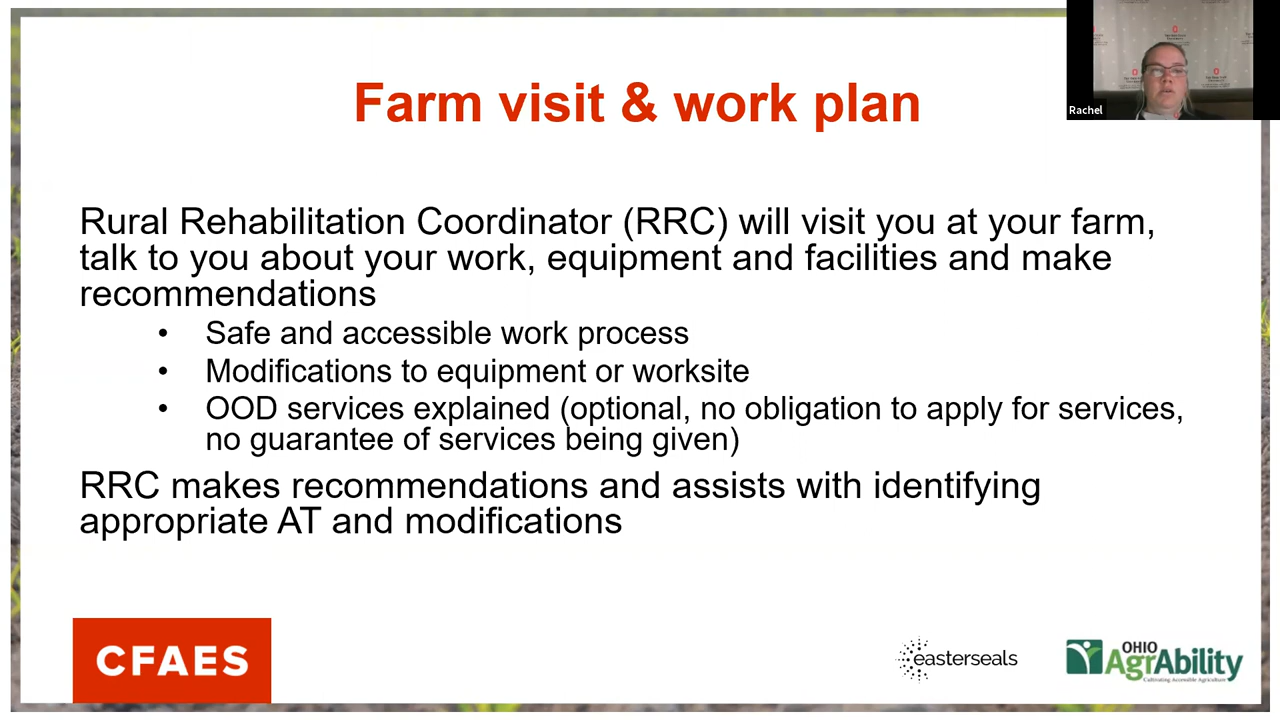 Farm visit & work plan
Rachel
Rural Rehabilitation Coordinator (RRC) will visit you at your farm,
talk to you about your work, equipment and facilities and make
recommendations
• Safe and accessible work process
• Modifications to equipment or worksite
• OOD services explained (optional, no obligation to apply for services,
no guarantee of services being given)
RRC makes recommendations and assists with identifying
appropriate AT and modifications
CFAES
easterseals
OHIO
AgrAbility
Cultivating Accessible Agriculture